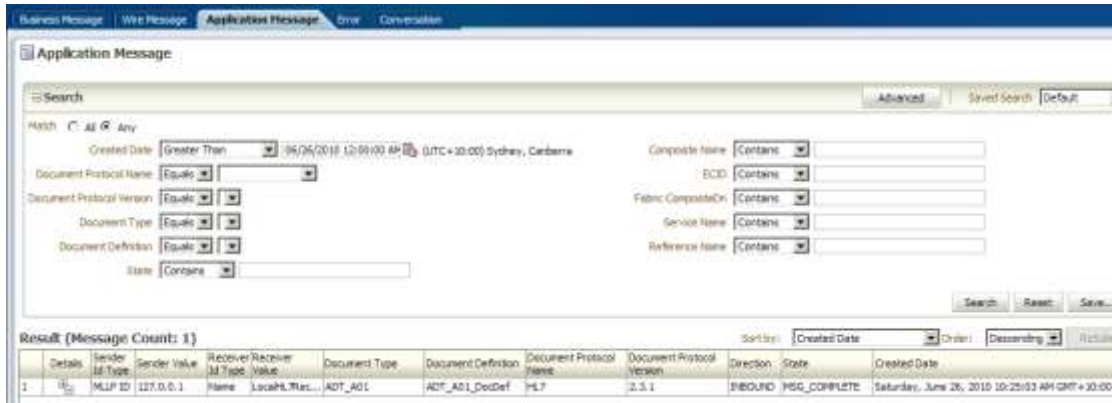 Business Message Wire Message Application Message Error Conversation
Application Message
Search Advanced Saved Search Default
Match All Any
Created Date Greater Than 06/26/2010 12:00:00 AM (UTC+10:00) Sydney, Canberra Composite Name Contains
Document Protocol Name Equals ECID Contains
Document Protocol Version Equals Fabric CompositeDn Contains
Document Type Equals Service Name Contains
Document Definition Equals Reference Name Contains
State Contains
Search Reset Save...
Result (Message Count: 1) Sort by: Created Date Order: Descending
Details Sender Id Type Sender Value Receiver Id Type Receiver Value Document Type Document Definition Document Protocol Name Document Protocol Version Direction State Created Date
1 MLLP ID 127.0.0.1 Name ADT_A01 ADT_A01_DocDef HL7 2.3.1 INBOUND MSG_COMPLETE Saturday, June 26, 2010 10:25:03 AM GMT+10:00